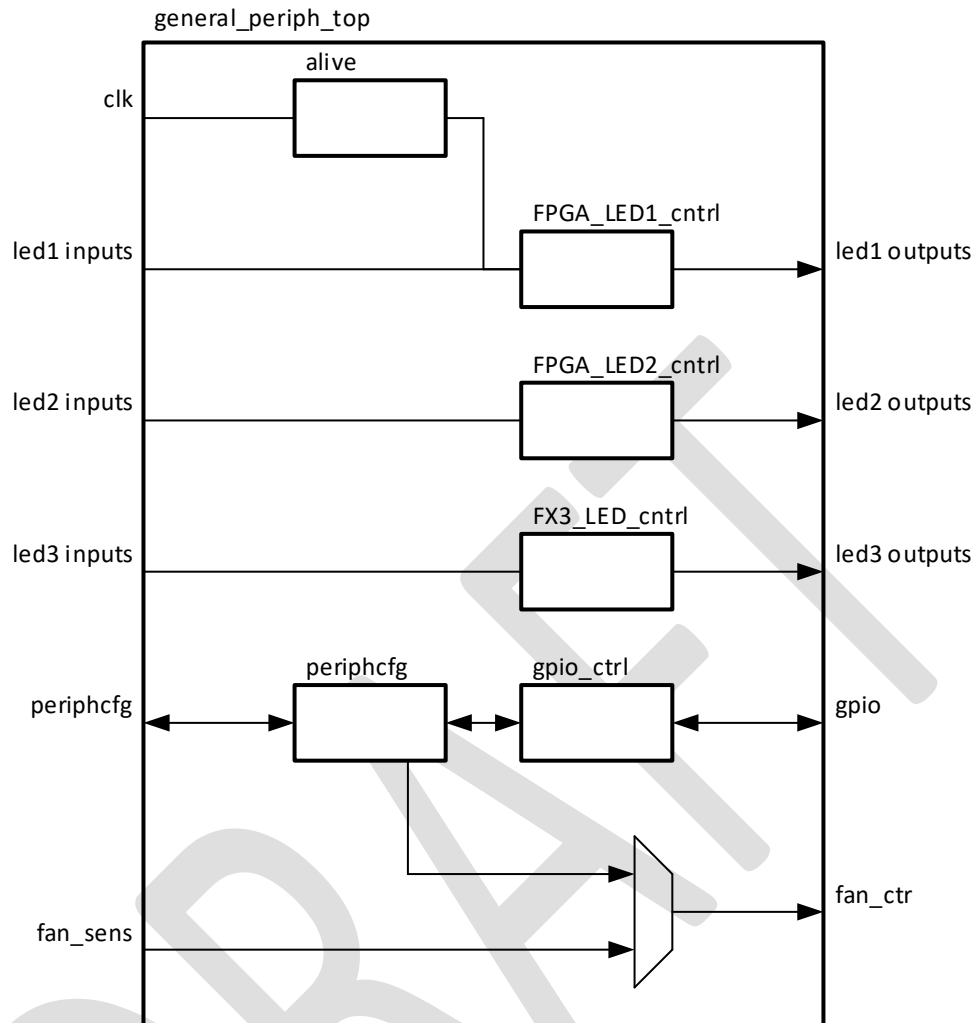 general_periph_top
alive
clk
FPGA_LED1_cntrl
led1 inputs
led1 outputs
FPGA_LED2_cntrl
led2 inputs
led2 outputs
FX3_LED_cntrl
led3 inputs
led3 outputs
periphcfg
gpio_ctrl
periphcfg
gpio
fan_ctr
fan_sens
DRAFT